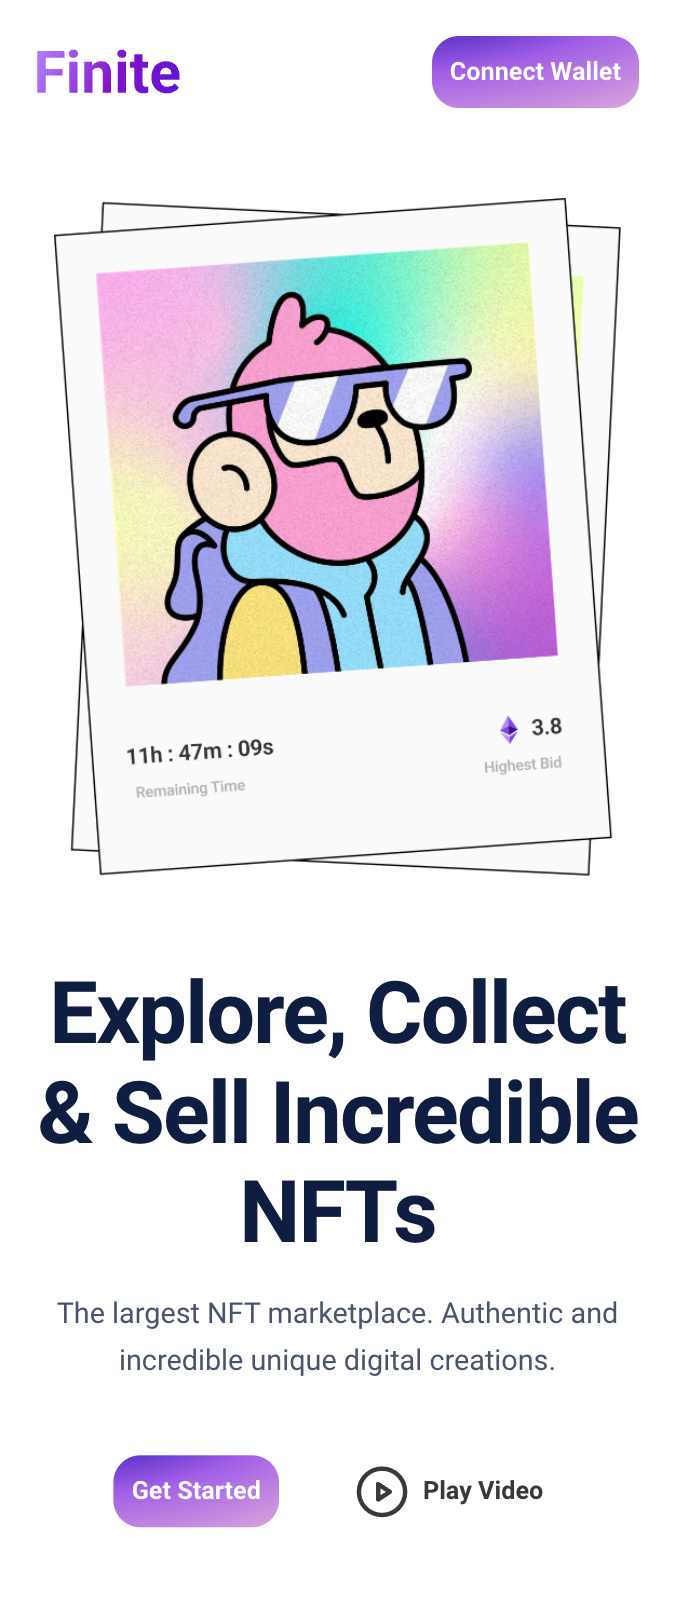 Finite
Connect Wallet
11h : 47m : 09s
3.8
Remaining Time
Highest Bid
Explore, Collect
& Sell Incredible
NFTs
The largest NFT marketplace. Authentic and
incredible unique digital creations.
Get Started
Play Video